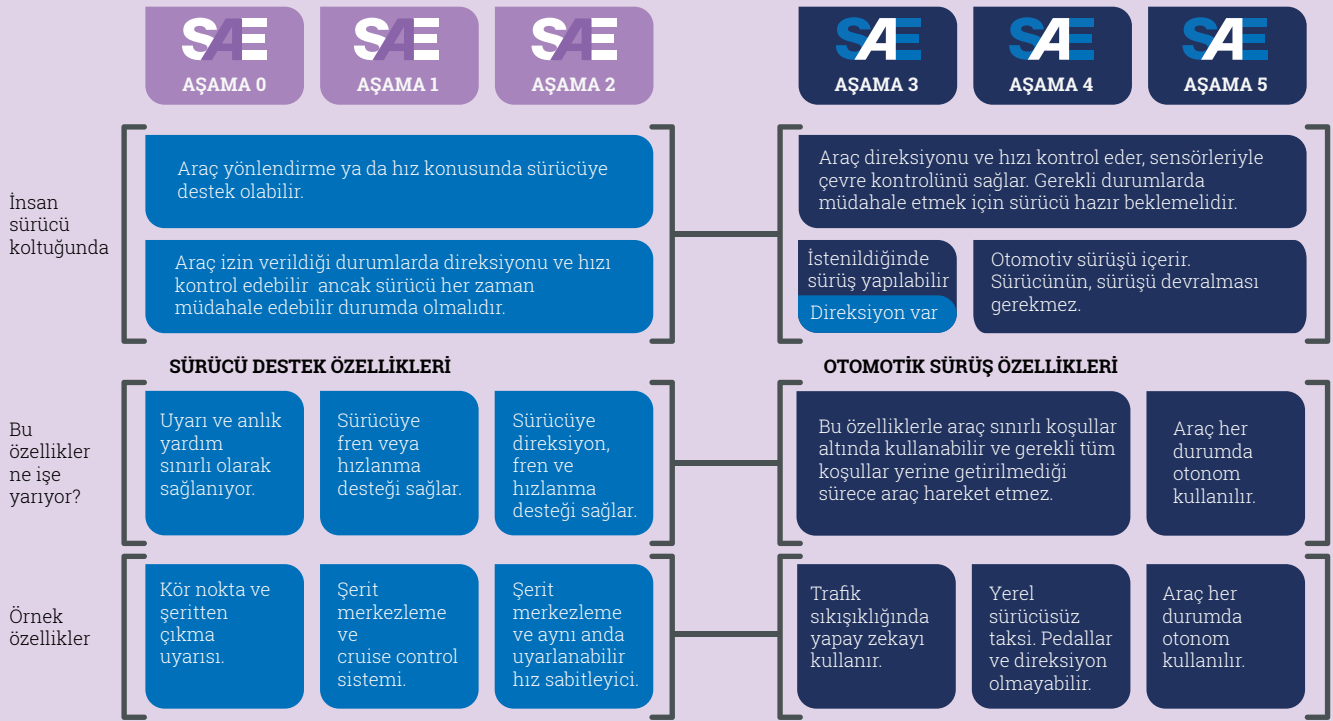 SAE
AŞAMA 0
SAE
AŞAMA 1
SAE
AŞAMA 2
SAE
AŞAMA 3
SAE
AŞAMA 4
SAE
AŞAMA 5
İnsan
sürücü
koltuğunda
Araç yönlendirme ya da hız konusunda sürücüye
destek olabilir.
Araç izin verildiği durumlarda direksiyonu ve hızı
kontrol edebilir ancak sürücü her zaman
müdahale edebilir durumda olmalıdır.
Araç direksiyonu ve hızı kontrol eder, sensörleriyle
çevre kontrolünü sağlar. Gerekli durumlarda
müdahale etmek için sürücü hazır beklemelidir.
İstenildiğinde
sürüş yapılabilir
Direksiyon var
Otomotiv sürüşü içerir.
Sürücünün, sürüşü devralması
gerekmez.
SÜRÜCÜ DESTEK ÖZELLİKLERİ
OTOMOTİK SÜRÜŞ ÖZELLİKLERİ
Bu
özellikler
ne işe
yarıyor?
Uyarı ve anlık
yardım
sınırlı olarak
sağlanıyor.
Sürücüye
fren veya
hızlanma
desteği sağlar.
Sürücüye
direksiyon,
fren ve
hızlanma
desteği sağlar.
Bu özelliklerle araç sınırlı koşullar
altında kullanabilir ve gerekli tüm
koşullar yerine getirilmediği
sürece araç hareket etmez.
Araç her
durumda
otonom
kullanılır.
Örnek
özellikler
Kör nokta ve
şeritten
çıkma
uyarısı.
Şerit
merkezleme
ve
cruise control
sistemi.
Şerit
merkezleme
ve aynı anda
uyarlanabilir
hız sabitleyici.
Trafik
sıkışıklığında
yapay zekayı
kullanır.
Yerel
sürücüsüz
taksi. Pedallar
ve direksiyon
olmayabilir.
Araç her
durumda
otonom
kullanılır.